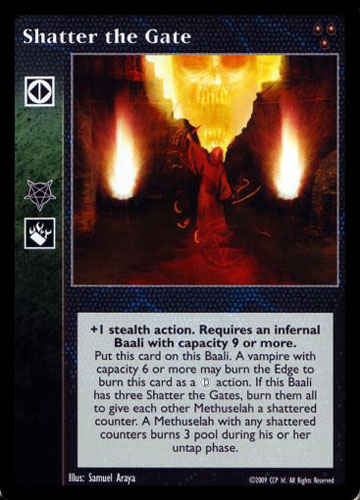 Shatter the Gate
+1 stealth action. Requires an infernal
Baali with capacity 9 or more.
Put this card on this Baali. A vampire with
capacity 6 or more may burn the Edge to
burn this card as a Ⓓ action. If this Baali
has three Shatter the Gates, burn them all
to give each other Methuselah a shattered
counter. A Methuselah with any shattered
counters burns 3 pool during his or her
untap phase.
Illus: Samuel Araya
©2009 CCP hf. All Rights Reserved